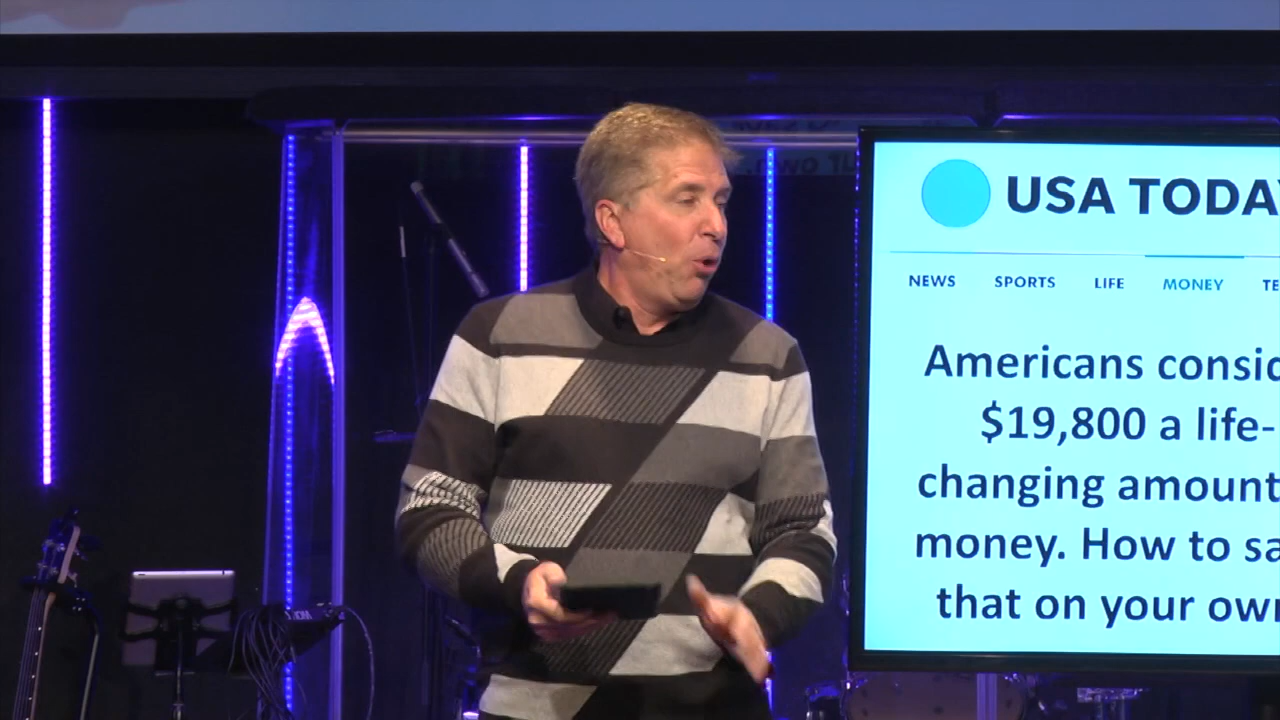 USA TODA
NEWS SPORTS LIFE MONEY TE
Americans consid
$19,800 a life-
changing amount
money. How to sa
that on your own